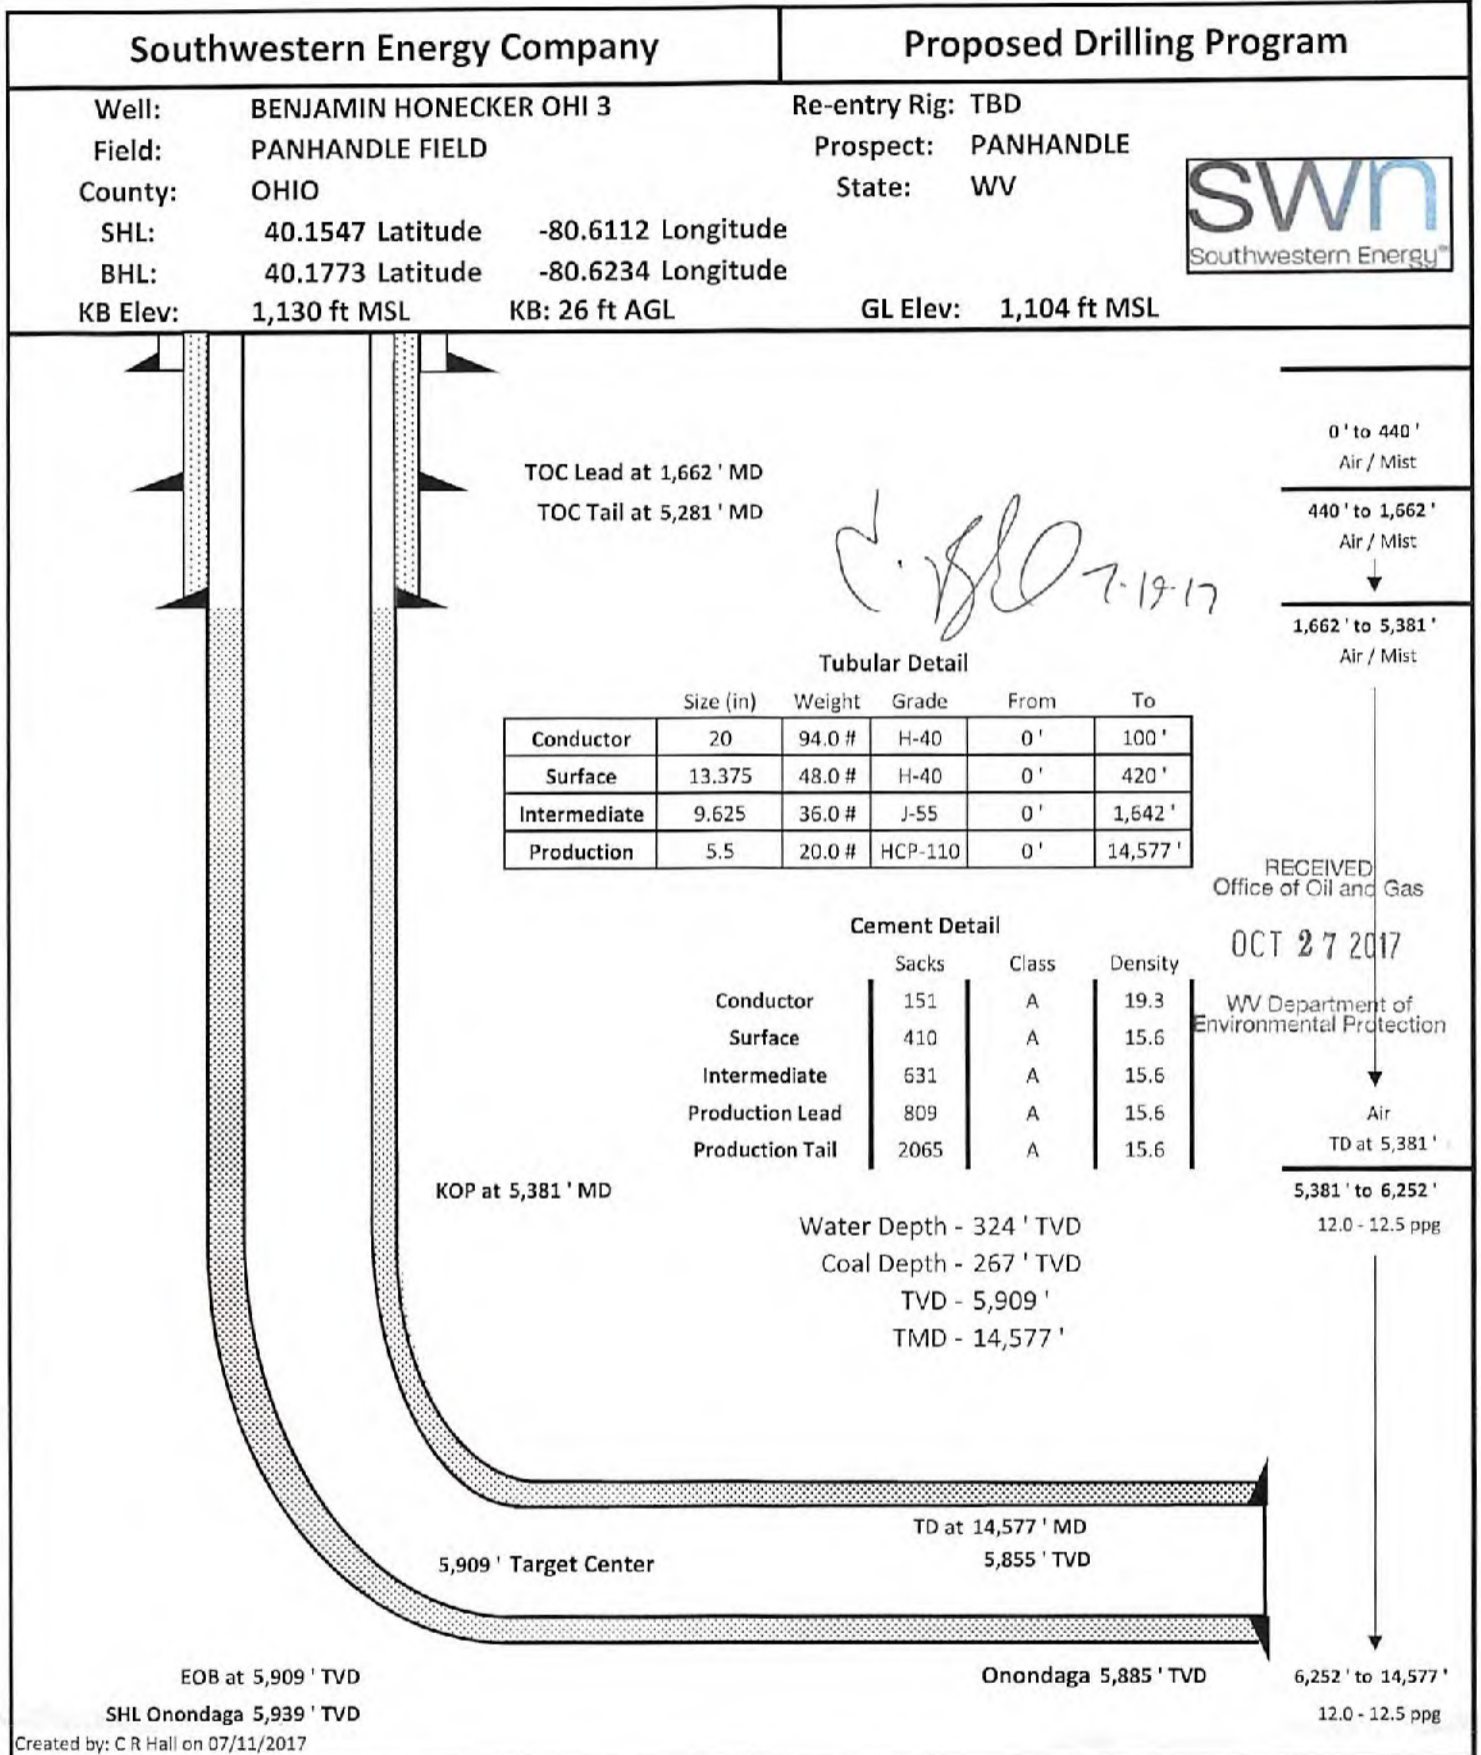 Southwestern Energy Company
Proposed Drilling Program
Well: BENJAMIN HONECKER OHI 3 Re-entry Rig: TBD
Field: PANHANDLE FIELD Prospect: PANHANDLE
County: OHIO State: WV
SHL: 40.1547 Latitude -80.6112 Longitude
BHL: 40.1773 Latitude -80.6234 Longitude
KB Elev: 1,130 ft MSL KB: 26 ft AGL GL Elev: 1,104 ft MSL
swn
Southwestern Energy
0 ' to 440 '
Air / Mist
TOC Lead at 1,662 ' MD
TOC Tail at 5,281 ' MD
440 ' to 1,662 '
Air / Mist
7-19-17
1,662 ' to 5,381 '
Air / Mist
Tubular Detail
Size (in) Weight Grade From To
Conductor 20 94.0 # H-40 0 ' 100 '
Surface 13.375 48.0 # H-40 0 ' 420 '
Intermediate 9.625 36.0 # J-55 0 ' 1,642 '
Production 5.5 20.0 # HCP-110 0 ' 14,577 '
RECEIVED
Office of Oil and Gas
OCT 27 2017
WV Department of
Environmental Protection
Cement Detail
Sacks Class Density
Conductor 151 A 19.3
Surface 410 A 15.6
Intermediate 631 A 15.6
Production Lead 809 A 15.6
Production Tail 2065 A 15.6
Air
TD at 5,381 '
KOP at 5,381 ' MD
5,381 ' to 6,252 '
12.0 - 12.5 ppg
Water Depth - 324 ' TVD
Coal Depth - 267 ' TVD
TVD - 5,909 '
TMD - 14,577 '
TD at 14,577 ' MD
5,855 ' TVD
5,909 ' Target Center
EOB at 5,909 ' TVD
Onondaga 5,885 ' TVD
6,252 ' to 14,577 '
SHL Onondaga 5,939 ' TVD
12.0 - 12.5 ppg
Created by: C R Hall on 07/11/2017